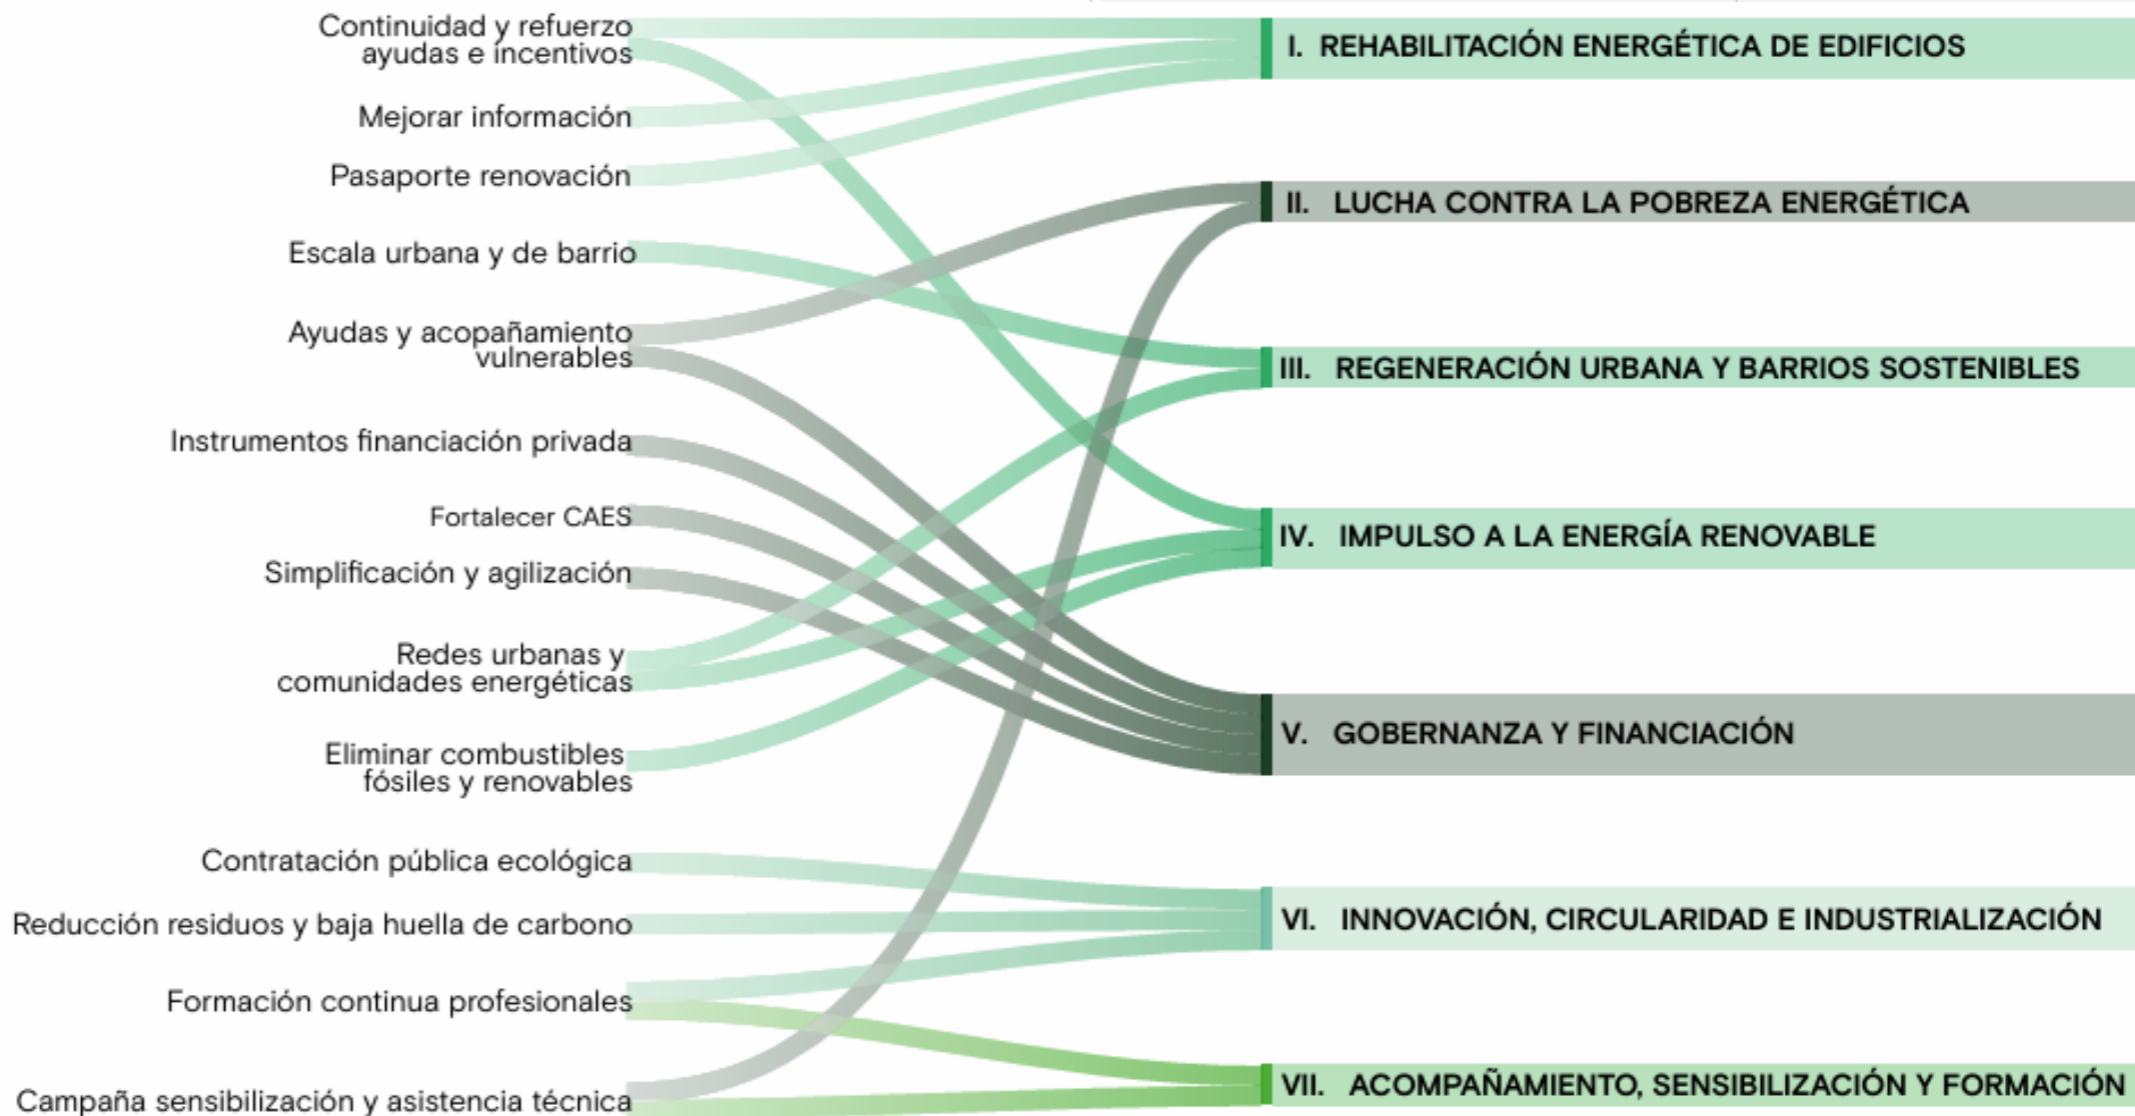 Continuidad y refuerzo
ayudas e incentivos
Mejorar información
Pasaporte renovación
Escala urbana y de barrio
Ayudas y acopañamiento
vulnerables
Instrumentos financiación privada
Fortalecer CAES
Simplificación y agilización
Redes urbanas y
comunidades energéticas
Eliminar combustibles
fósiles y renovables
Contratación pública ecológica
Reducción residuos y baja huella de carbono
Formación continua profesionales
Campaña sensibilización y asistencia técnica
I. REHABILITACIÓN ENERGÉTICA DE EDIFICIOS
II. LUCHA CONTRA LA POBREZA ENERGÉTICA
III. REGENERACIÓN URBANA Y BARRIOS SOSTENIBLES
IV. IMPULSO A LA ENERGÍA RENOVABLE
V. GOBERNANZA Y FINANCIACIÓN
VI. INNOVACIÓN, CIRCULARIDAD E INDUSTRIALIZACIÓN
VII. ACOMPAÑAMIENTO, SENSIBILIZACIÓN Y FORMACIÓN